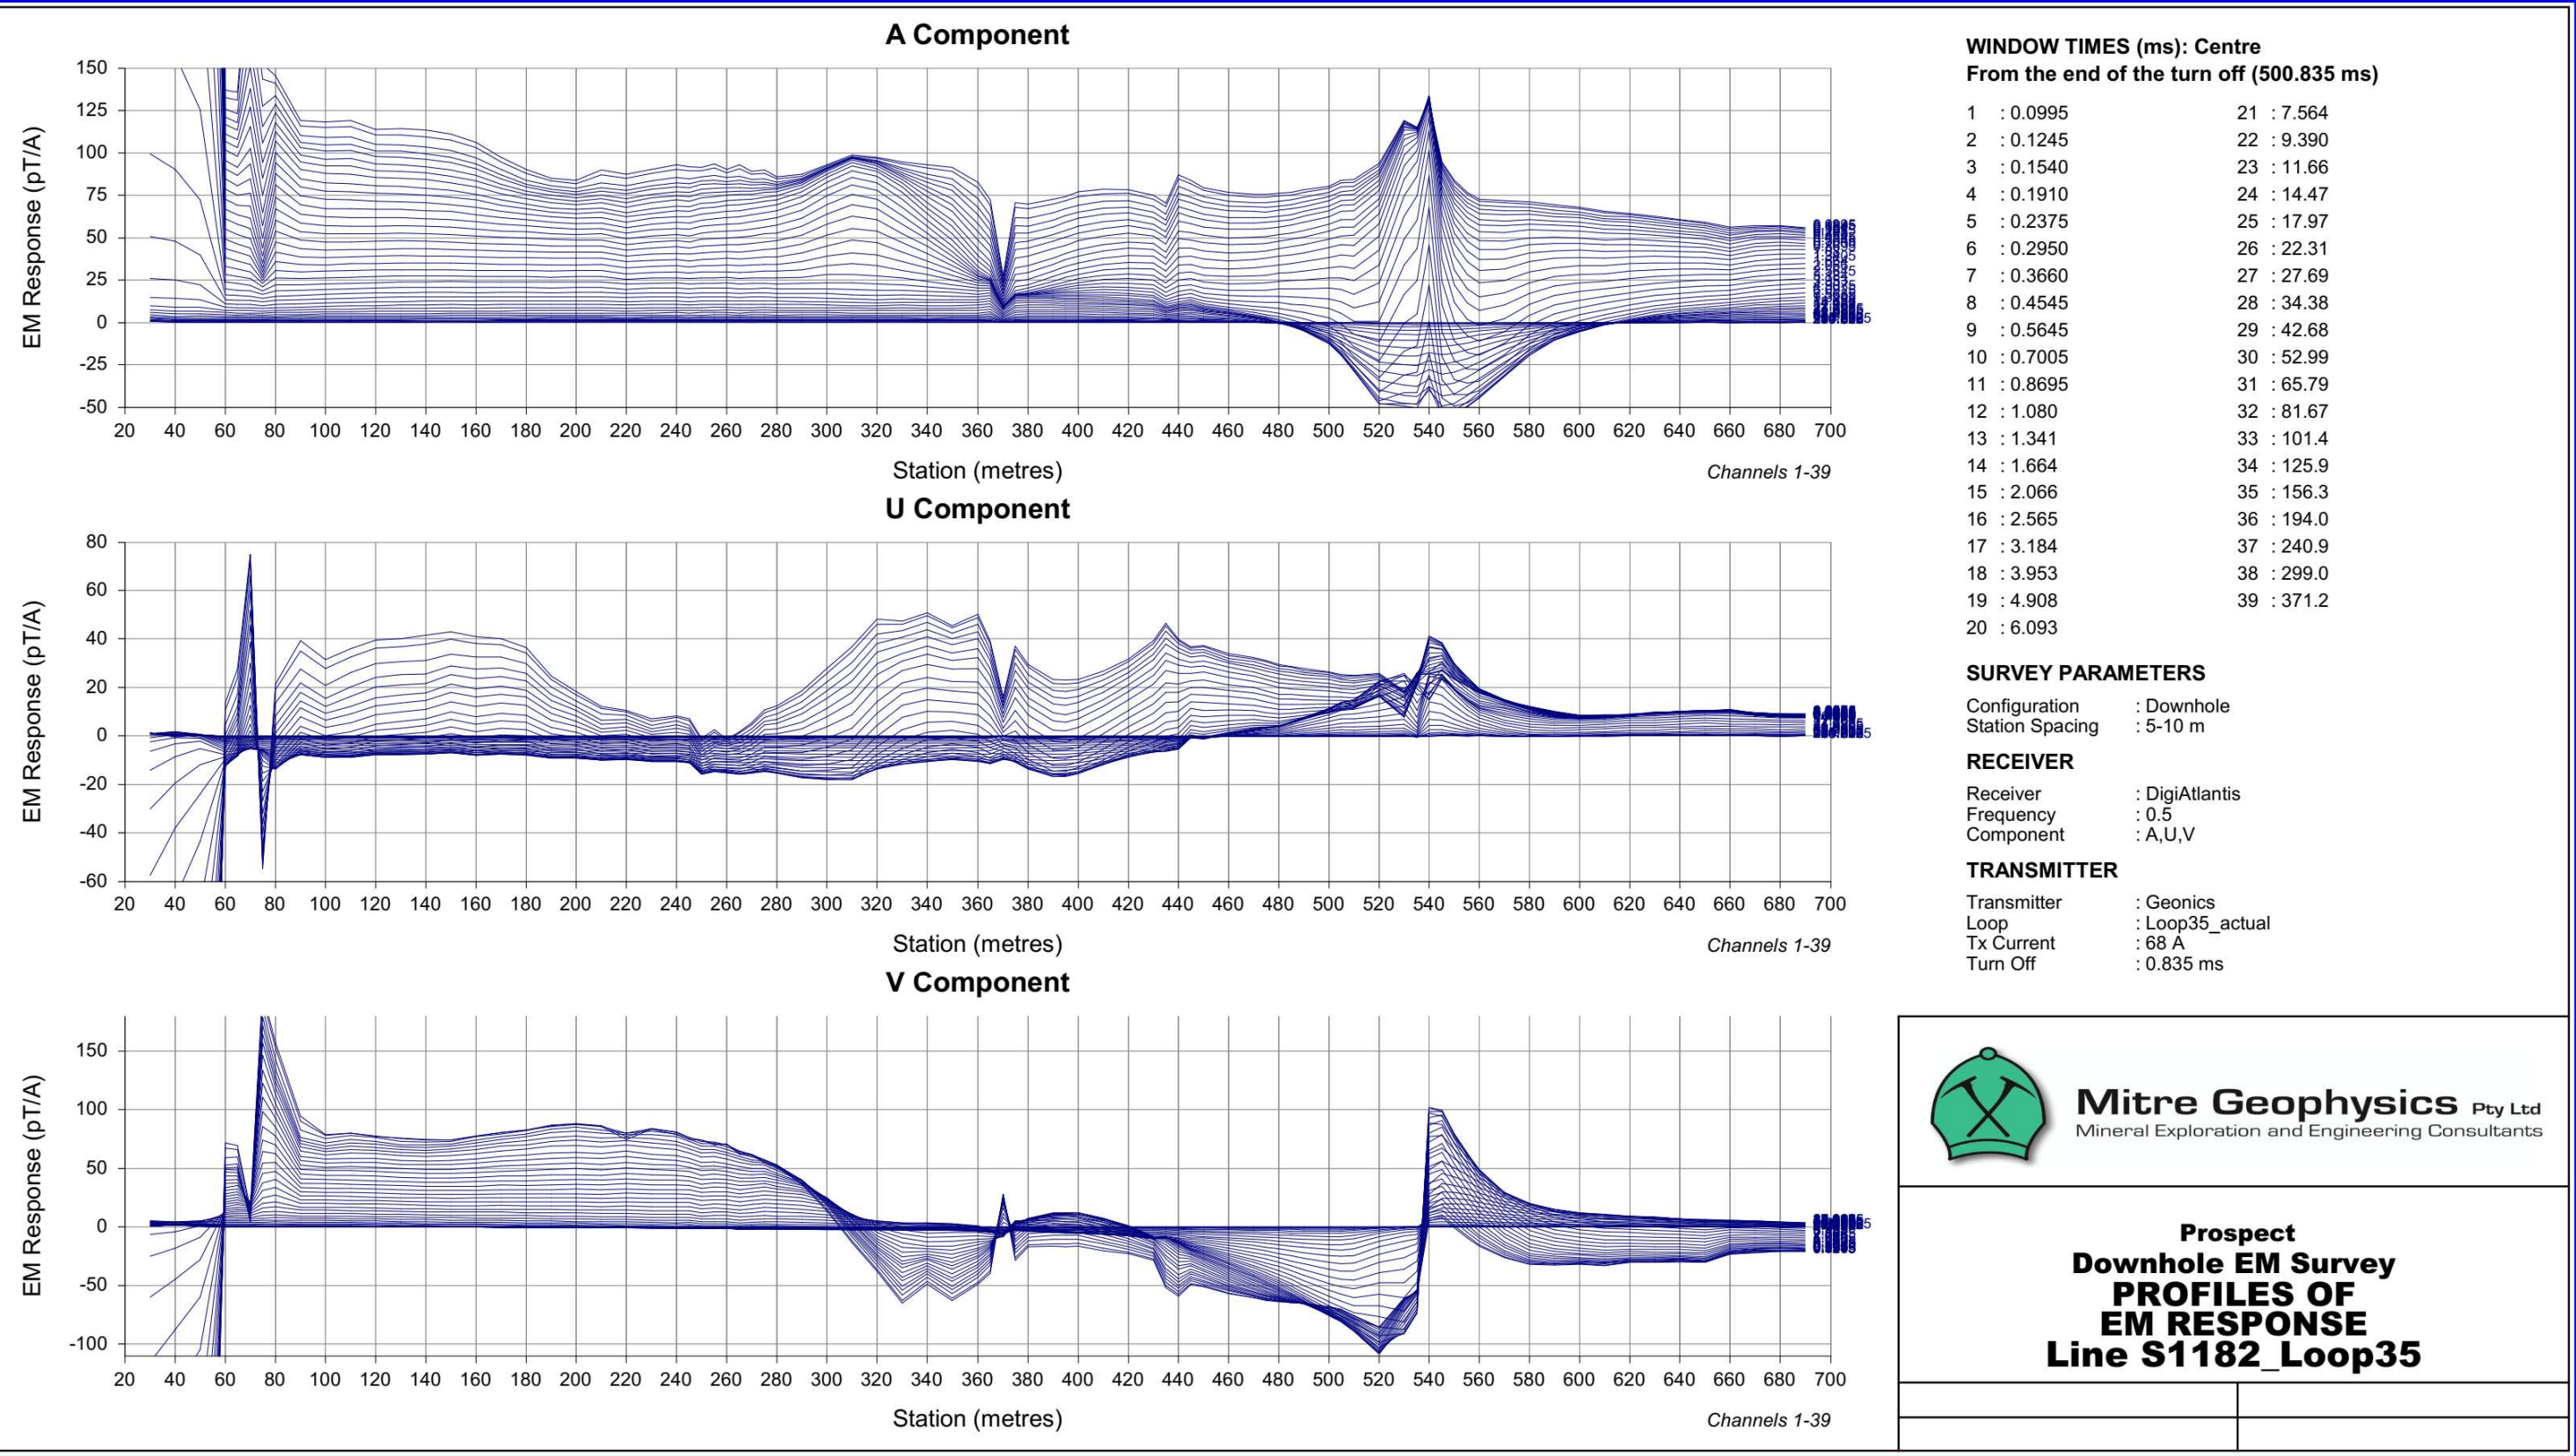 A Component
EM Response (pT/A)
150
125
100
75
50
25
0
-25
-50
20 40 60 80 100 120 140 160 180 200 220 240 260 280 300 320 340 360 380 400 420 440 460 480 500 520 540 560 580 600 620 640 660 680 700
Station (metres)
Channels 1-39
U Component
EM Response (pT/A)
80
60
40
20
0
-20
-40
-60
20 40 60 80 100 120 140 160 180 200 220 240 260 280 300 320 340 360 380 400 420 440 460 480 500 520 540 560 580 600 620 640 660 680 700
Station (metres)
Channels 1-39
V Component
EM Response (pT/A)
150
100
50
0
-50
-100
20 40 60 80 100 120 140 160 180 200 220 240 260 280 300 320 340 360 380 400 420 440 460 480 500 520 540 560 580 600 620 640 660 680 700
Station (metres)
Channels 1-39
WINDOW TIMES (ms): Centre
From the end of the turn off (500.835 ms)
1 : 0.0995 21 : 7.564
2 : 0.1245 22 : 9.390
3 : 0.1540 23 : 11.66
4 : 0.1910 24 : 14.47
5 : 0.2375 25 : 17.97
6 : 0.2950 26 : 22.31
7 : 0.3660 27 : 27.69
8 : 0.4545 28 : 34.38
9 : 0.5645 29 : 42.68
10 : 0.7005 30 : 52.99
11 : 0.8695 31 : 65.79
12 : 1.080 32 : 81.67
13 : 1.341 33 : 101.4
14 : 1.664 34 : 125.9
15 : 2.066 35 : 156.3
16 : 2.565 36 : 194.0
17 : 3.184 37 : 240.9
18 : 3.953 38 : 299.0
19 : 4.908 39 : 371.2
20 : 6.093
SURVEY PARAMETERS
Configuration : Downhole
Station Spacing : 5-10 m
RECEIVER
Receiver : DigiAtlantis
Frequency : 0.5
Component : A,U,V
TRANSMITTER
Transmitter : Geonics
Loop : Loop35_actual
Tx Current : 68 A
Turn Off : 0.835 ms
Mitre Geophysics Pty Ltd
Mineral Exploration and Engineering Consultants
Prospect
Downhole EM Survey
PROFILES OF
EM RESPONSE
Line S1182_Loop35